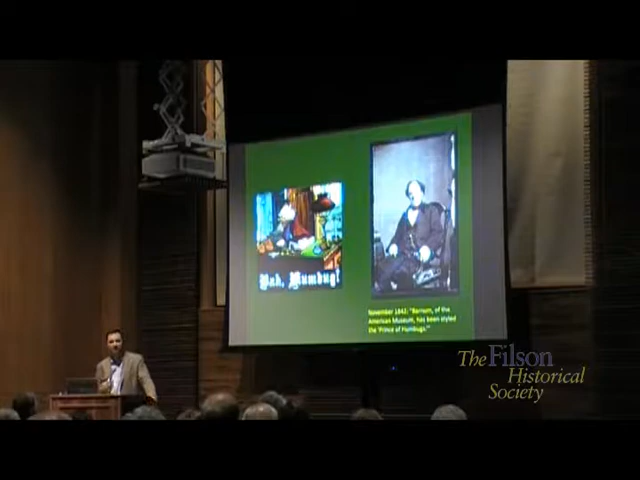 Bah, Humbug!
November 1842: "Barnum, of the
American Museum, has been styled
the 'Prince of Humbugs.'"
The Filson
Historical
Society